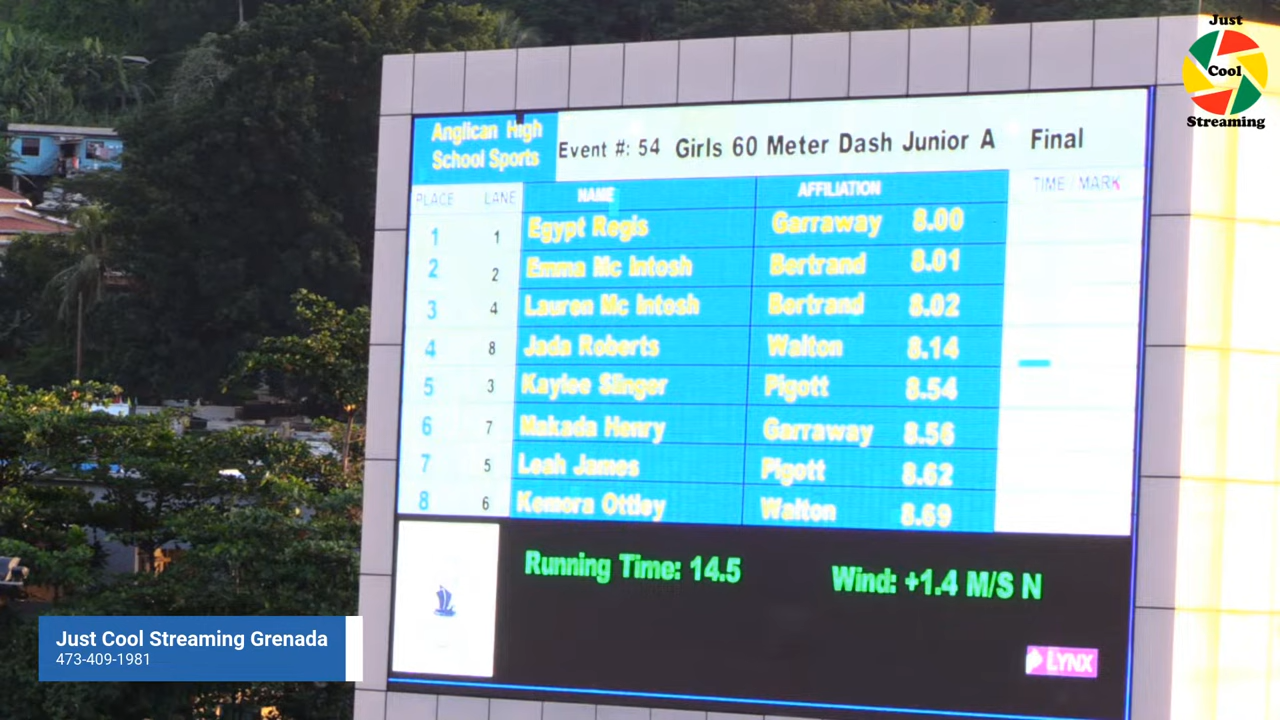 Just
Cool
Streaming
Anglican High
School Sports
Event #: 54 Girls 60 Meter Dash Junior A Final
PLACE LANE NAME AFFILIATION TIME / MARK
1 1 Egypt Regis Garraway 8.00
2 2 Emma Mc Intosh Bertrand 8.01
3 4 Lauren Mc Intosh Bertrand 8.02
4 8 Jada Roberts Walton 8.14
5 3 Kaylee Slinger Pigott 8.54
6 7 Makada Henry Garraway 8.56
7 5 Leah James Pigott 8.62
8 6 Kemora Ottley Walton 8.69
Running Time: 14.5 Wind: +1.4 M/S N
LYNX
Just Cool Streaming Grenada
473-409-1981